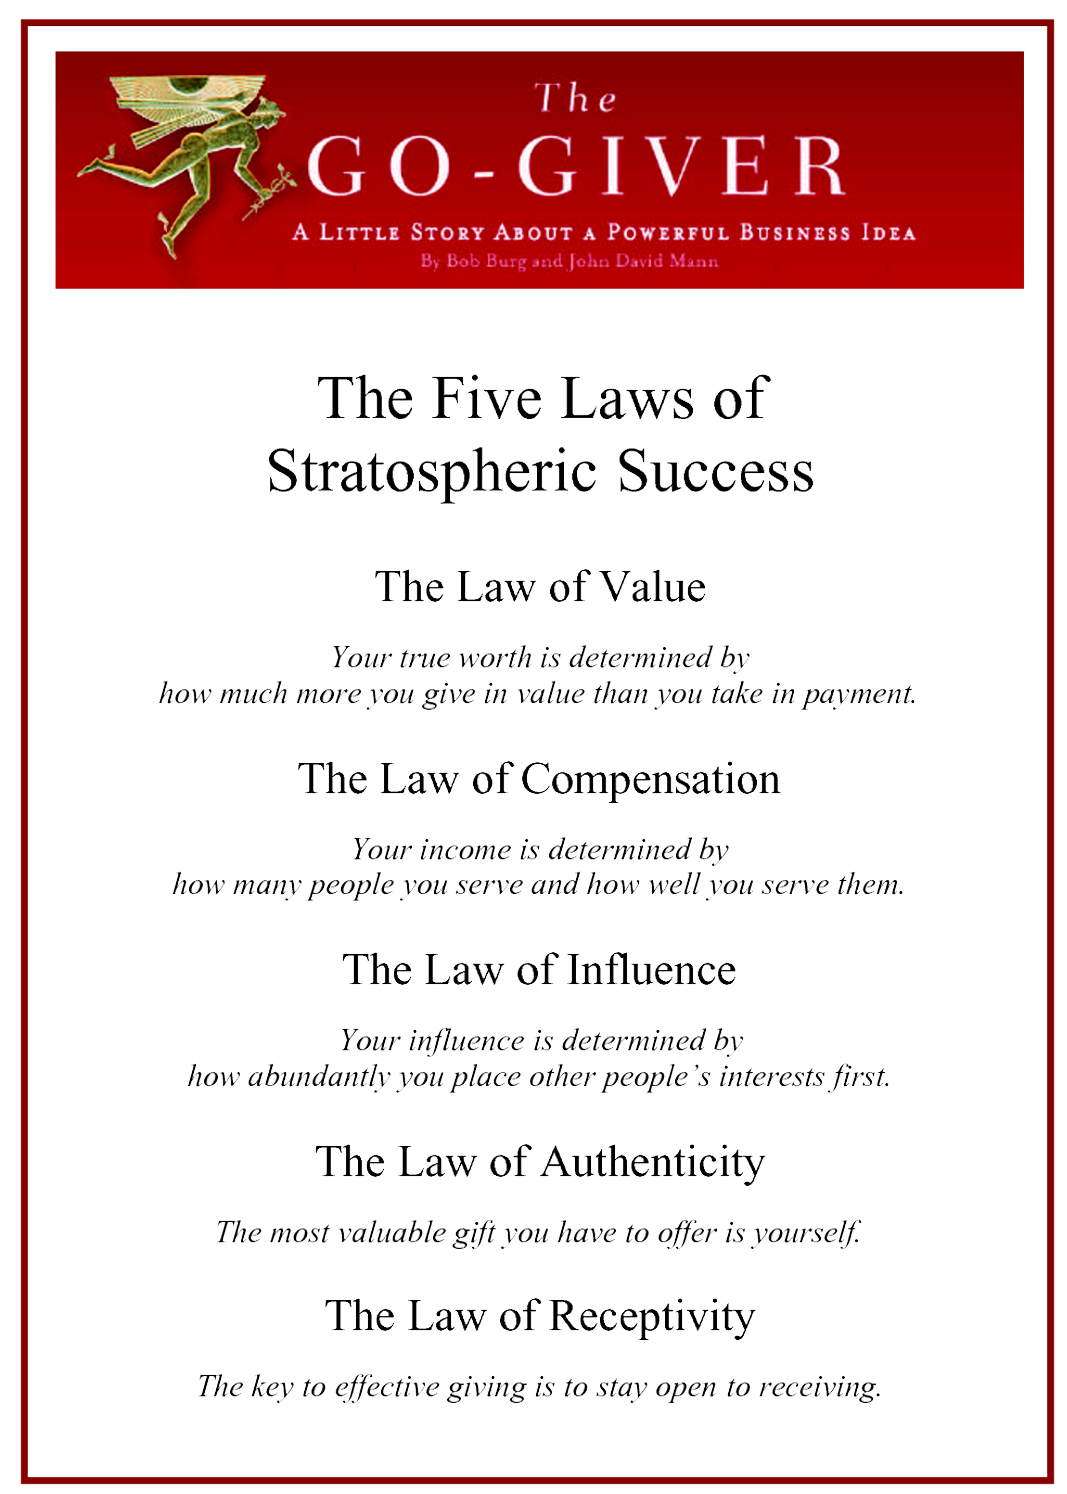 The
GO-GIVER
A LITTLE STORY ABOUT A POWERFUL BUSINESS IDEA
By Bob Burg and John David Mann
The Five Laws of
Stratospheric Success
The Law of Value
Your true worth is determined by
how much more you give in value than you take in payment.
The Law of Compensation
Your income is determined by
how many people you serve and how well you serve them.
The Law of Influence
Your influence is determined by
how abundantly you place other people’s interests first.
The Law of Authenticity
The most valuable gift you have to offer is yourself.
The Law of Receptivity
The key to effective giving is to stay open to receiving.